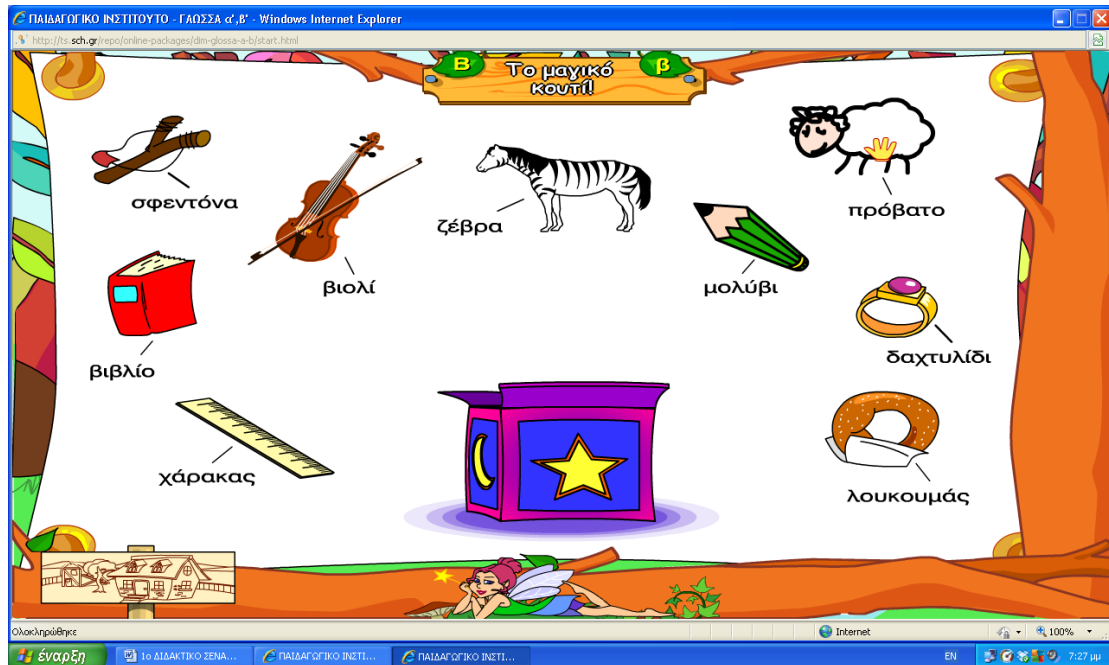 ΠΑΙΔΑΓΩΓΙΚΟ ΙΝΣΤΙΤΟΥΤΟ - ΓΛΩΣΣΑ α',β' - Windows Internet Explorer
http://ts.sch.gr/repo/online-packages/dim-glossa-a-b/start.html
Β
Το μαγικό
κουτί!
β
σφεντόνα
βιολί
ζέβρα
μολύβι
πρόβατο
βιβλίο
δαχτυλίδι
χάρακας
λουκουμάς
Ολοκληρώθηκε
Internet
100%
έναρξη
1ο ΔΙΔΑΚΤΙΚΟ ΣΕΝΑ...
ΠΑΙΔΑΓΩΓΙΚΟ ΙΝΣΤΙ...
ΠΑΙΔΑΓΩΓΙΚΟ ΙΝΣΤΙ...
EN
7:27 μμ